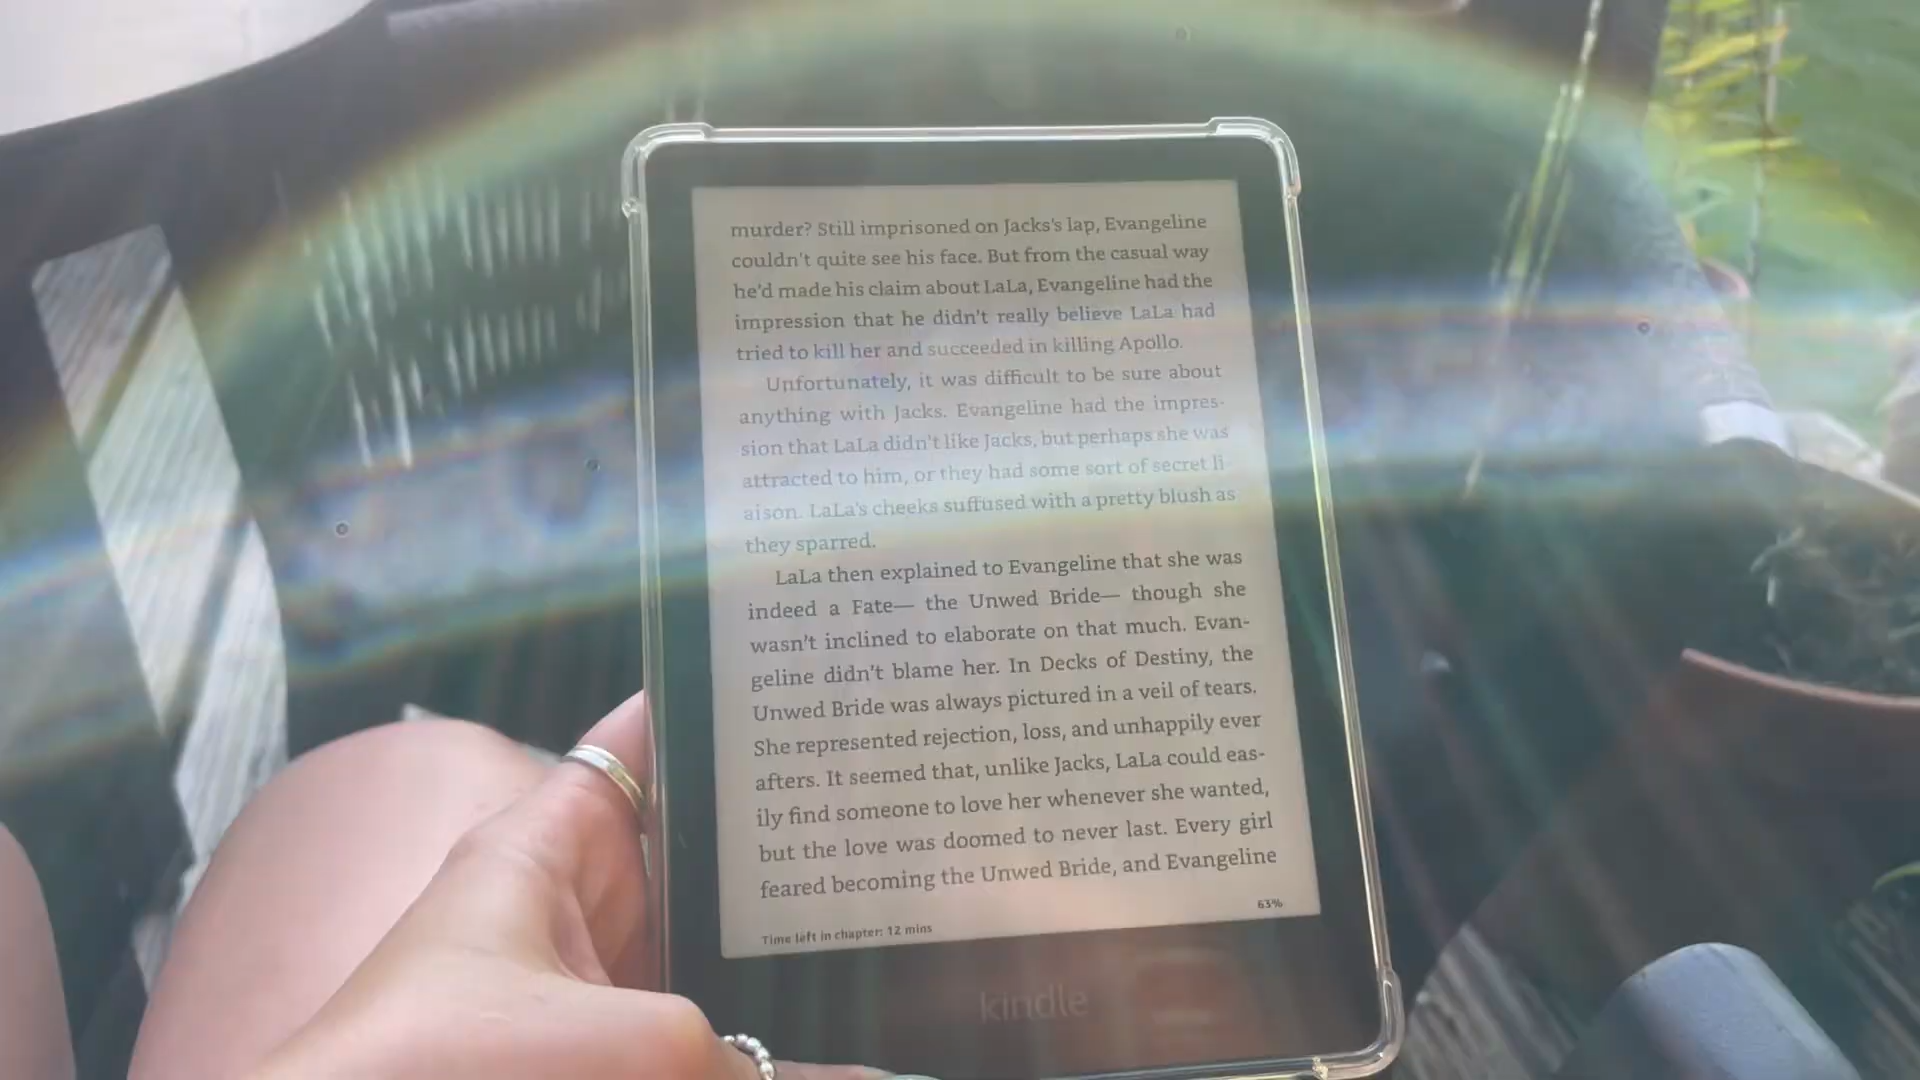 murder? Still imprisoned on Jacks's lap, Evangeline
couldn't quite see his face. But from the casual way
he'd made his claim about LaLa, Evangeline had the
impression that he didn't really believe LaLa had
tried to kill her and succeeded in killing Apollo.
Unfortunately, it was difficult to be sure about
anything with Jacks. Evangeline had the impres-
sion that LaLa didn't like Jacks, but perhaps she was
attracted to him, or they had some sort of secret li-
aison. LaLa's cheeks suffused with a pretty blush as
they sparred.
LaLa then explained to Evangeline that she was
indeed a Fate— the Unwed Bride— though she
wasn't inclined to elaborate on that much. Evan-
geline didn't blame her. In Decks of Destiny, the
Unwed Bride was always pictured in a veil of tears.
She represented rejection, loss, and unhappily ever
afters. It seemed that, unlike Jacks, LaLa could eas-
ily find someone to love her whenever she wanted,
but the love was doomed to never last. Every girl
feared becoming the Unwed Bride, and Evangeline
63%
Time left in chapter: 12 mins
kindle